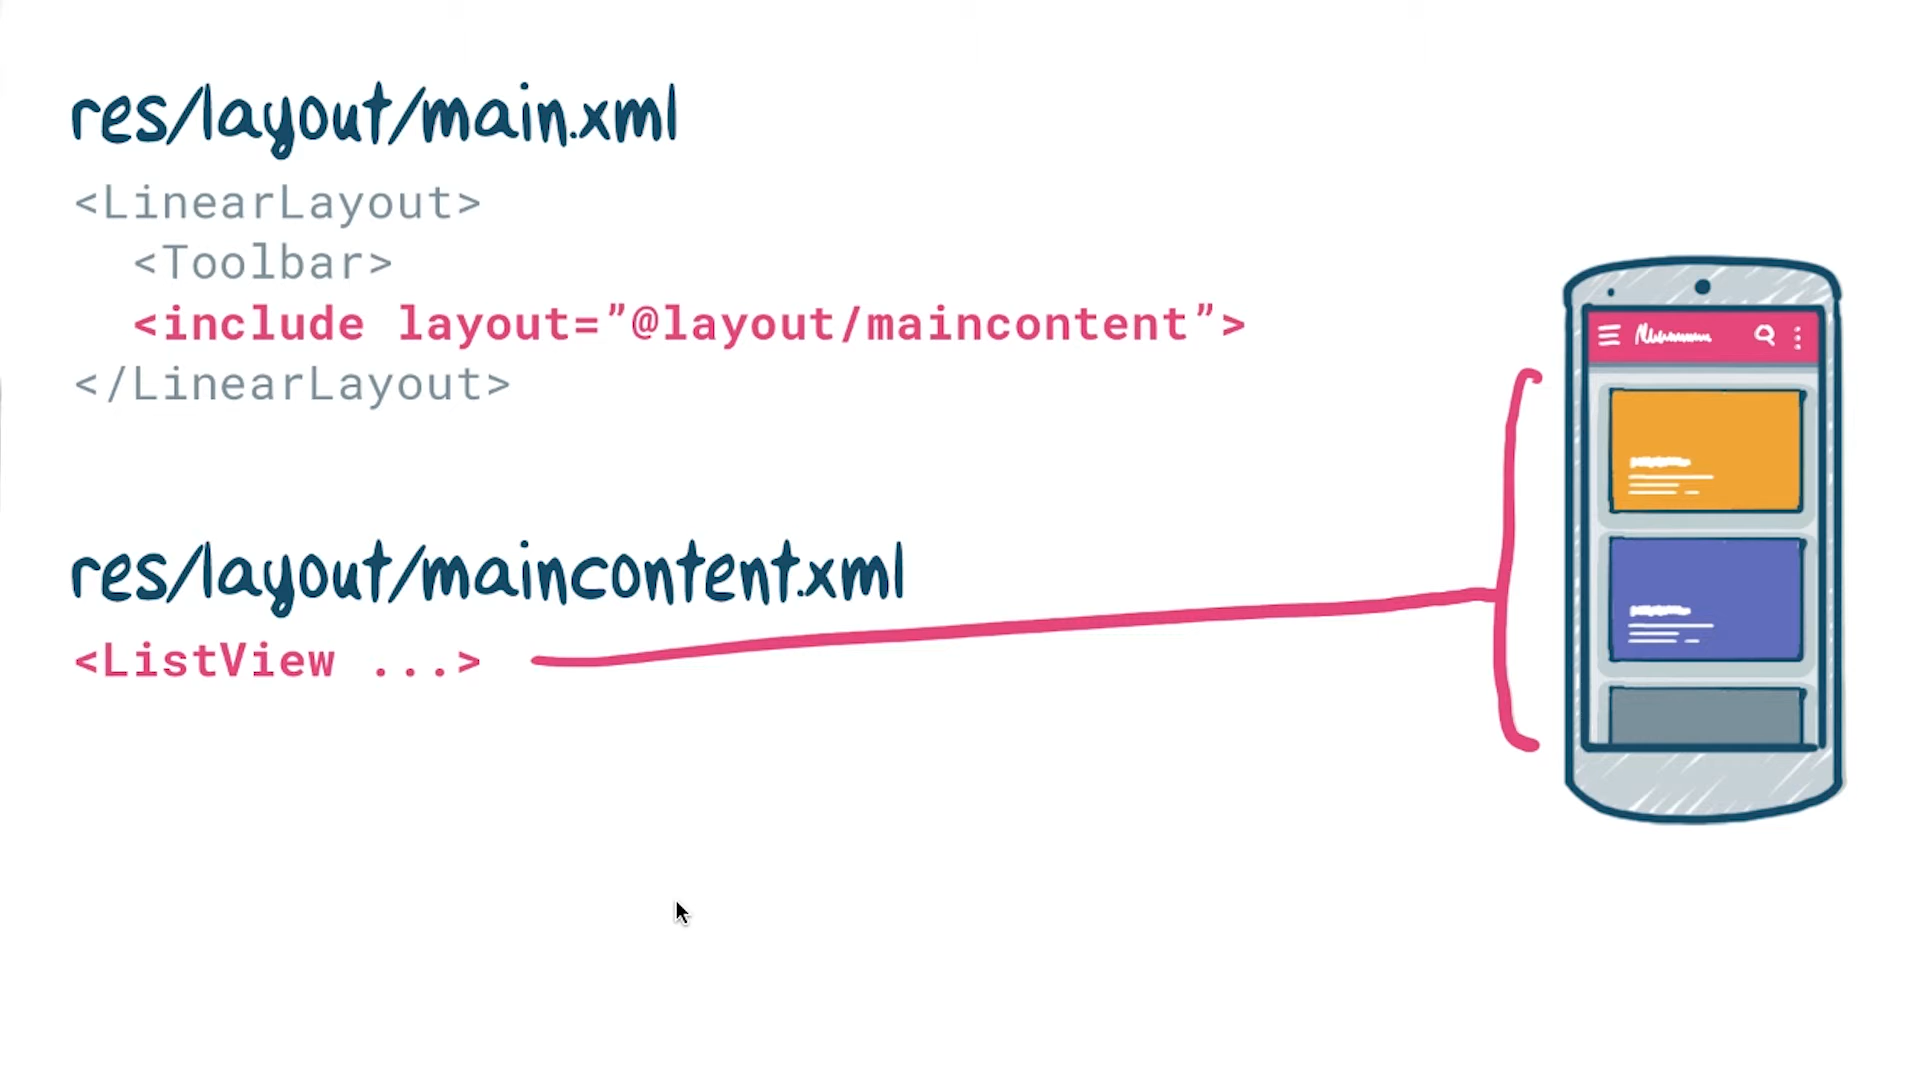 res/layout/main.xml
<LinearLayout>
<Toolbar>
<include layout=”@layout/maincontent”>
</LinearLayout>
res/layout/maincontent.xml
<ListView ...>